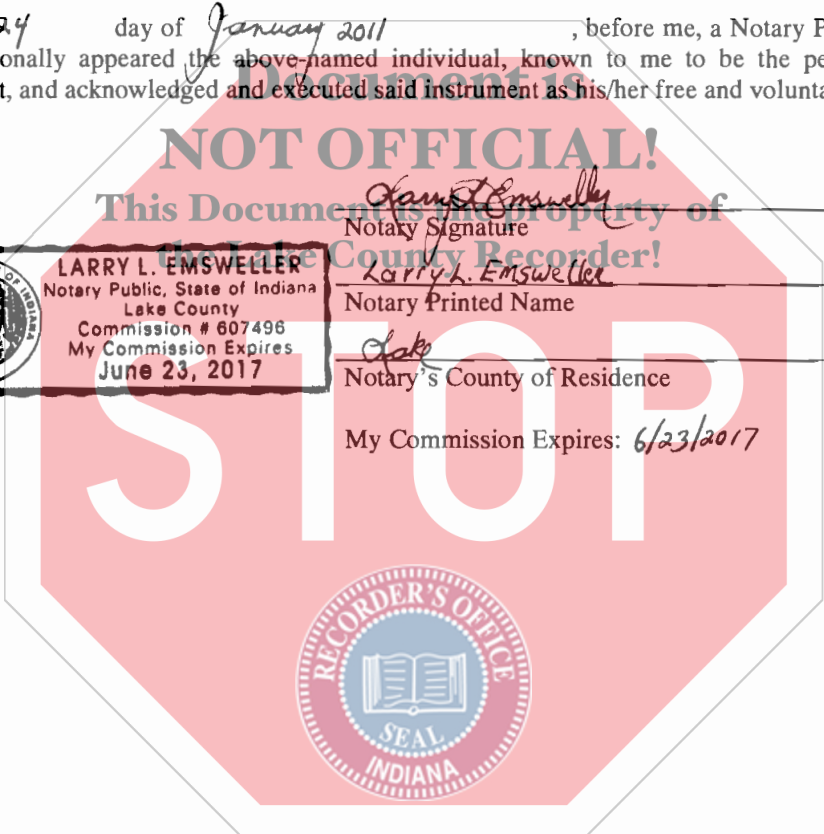 24 day of January 2011 , before me, a Notary P
onally appeared the above-named individual, known to me to be the pe
t, and acknowledged and executed said instrument as his/her free and volunta
Document is
NOT OFFICIAL!
This Document is the property of
the Lake County Recorder!
Larry L. Emsweller
Notary Signature
Larry L. Emsweller
Notary Printed Name
Lake
Notary's County of Residence
My Commission Expires: 6/23/2017
OF INDIANA
LARRY L. EMSWELLER
Notary Public, State of Indiana
Lake County
Commission # 607496
My Commission Expires
June 23, 2017
STOP
RECORDER'S OFFICE
SEAL
INDIANA